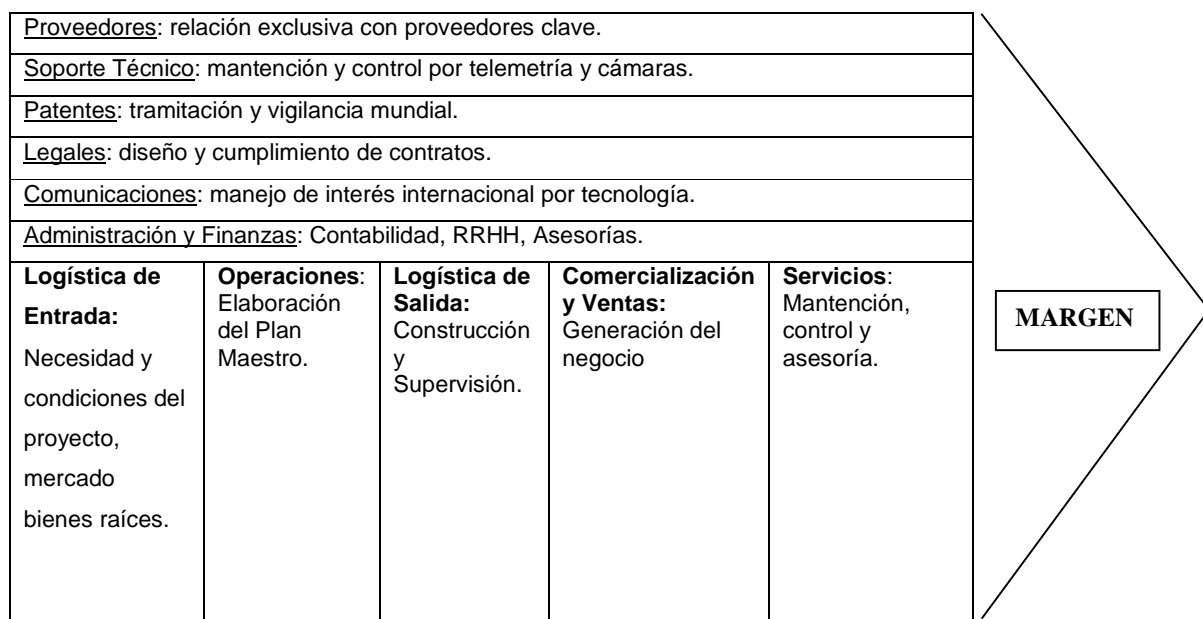 Proveedores: relación exclusiva con proveedores clave.
Soporte Técnico: mantención y control por telemetría y cámaras.
Patentes: tramitación y vigilancia mundial.
Legales: diseño y cumplimiento de contratos.
Comunicaciones: manejo de interés internacional por tecnología.
Administración y Finanzas: Contabilidad, RRHH, Asesorías.
Logística de
Entrada:
Necesidad y
condiciones del
proyecto,
mercado
bienes raíces.
Operaciones:
Elaboración
del Plan
Maestro.
Logística de
Salida:
Construcción
y
Supervisión.
Comercialización
y Ventas:
Generación del
negocio
Servicios:
Mantención,
control y
asesoría.
MARGEN